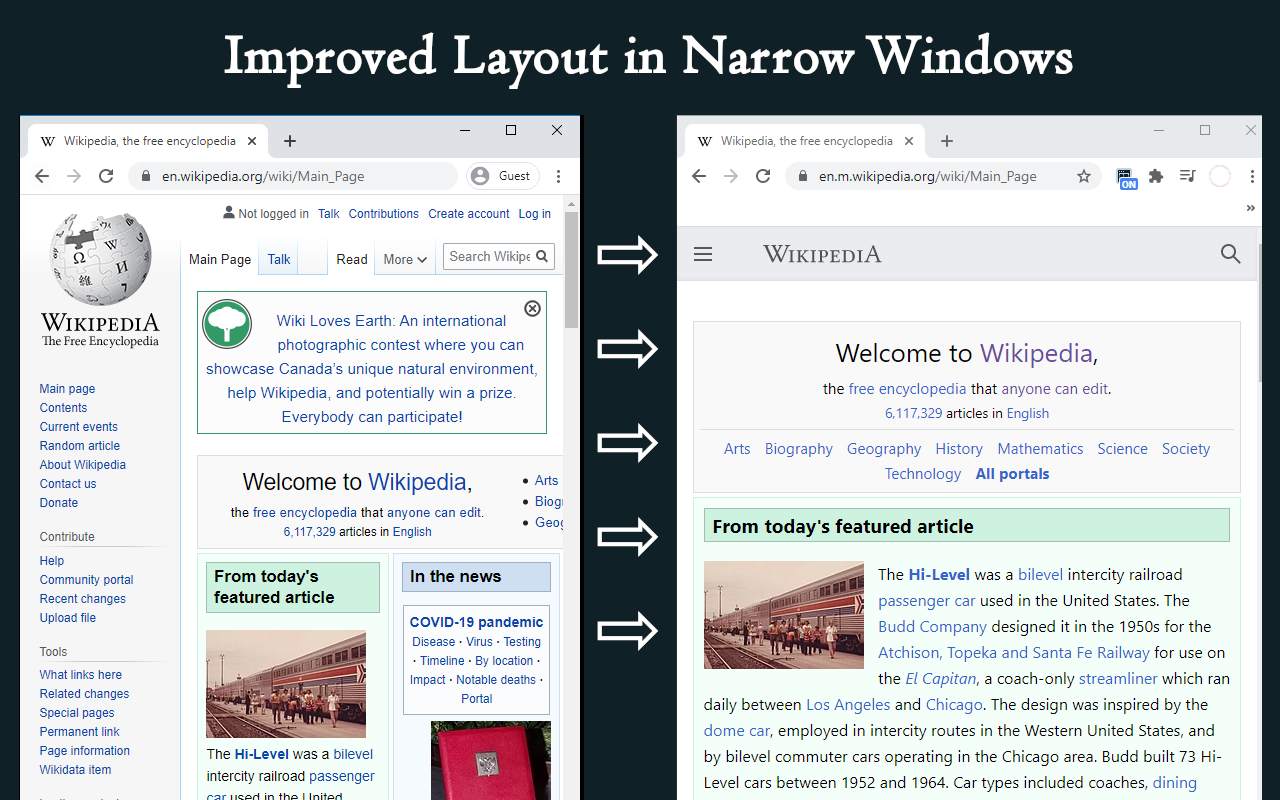 Improved Layout in Narrow Windows
Wikipedia, the free encyclopedia
en.wikipedia.org/wiki/Main_Page
Guest
Not logged in Talk Contributions Create account Log in
Main Page Talk Read More Search Wikipe
WIKIPEDIA
The Free Encyclopedia
Main page
Contents
Current events
Random article
About Wikipedia
Contact us
Donate
Contribute
Help
Community portal
Recent changes
Upload file
Tools
What links here
Related changes
Special pages
Permanent link
Page information
Wikidata item
Wiki Loves Earth: An international
photographic contest where you can
showcase Canada's unique natural environment,
help Wikipedia, and potentially win a prize.
Everybody can participate!
Welcome to Wikipedia,
the free encyclopedia that anyone can edit.
6,117,329 articles in English
• Arts
• Biog
• Geog
From today's
featured article
The Hi-Level was a bilevel
intercity railroad passenger
car used in the United
In the news
COVID-19 pandemic
Disease · Virus · Testing
· Timeline · By location ·
Impact · Notable deaths ·
Portal
Wikipedia, the free encyclopedia
en.m.wikipedia.org/wiki/Main_Page
ON
»
WIKIPEDIA
Welcome to Wikipedia,
the free encyclopedia that anyone can edit.
6,117,329 articles in English
Arts Biography Geography History Mathematics Science Society
Technology All portals
From today's featured article
The Hi-Level was a bilevel intercity railroad
passenger car used in the United States. The
Budd Company designed it in the 1950s for the
Atchison, Topeka and Santa Fe Railway for use on
the El Capitan, a coach-only streamliner which ran
daily between Los Angeles and Chicago. The design was inspired by the
dome car, employed in intercity routes in the Western United States, and
by bilevel commuter cars operating in the Chicago area. Budd built 73 Hi-
Level cars between 1952 and 1964. Car types included coaches, dining